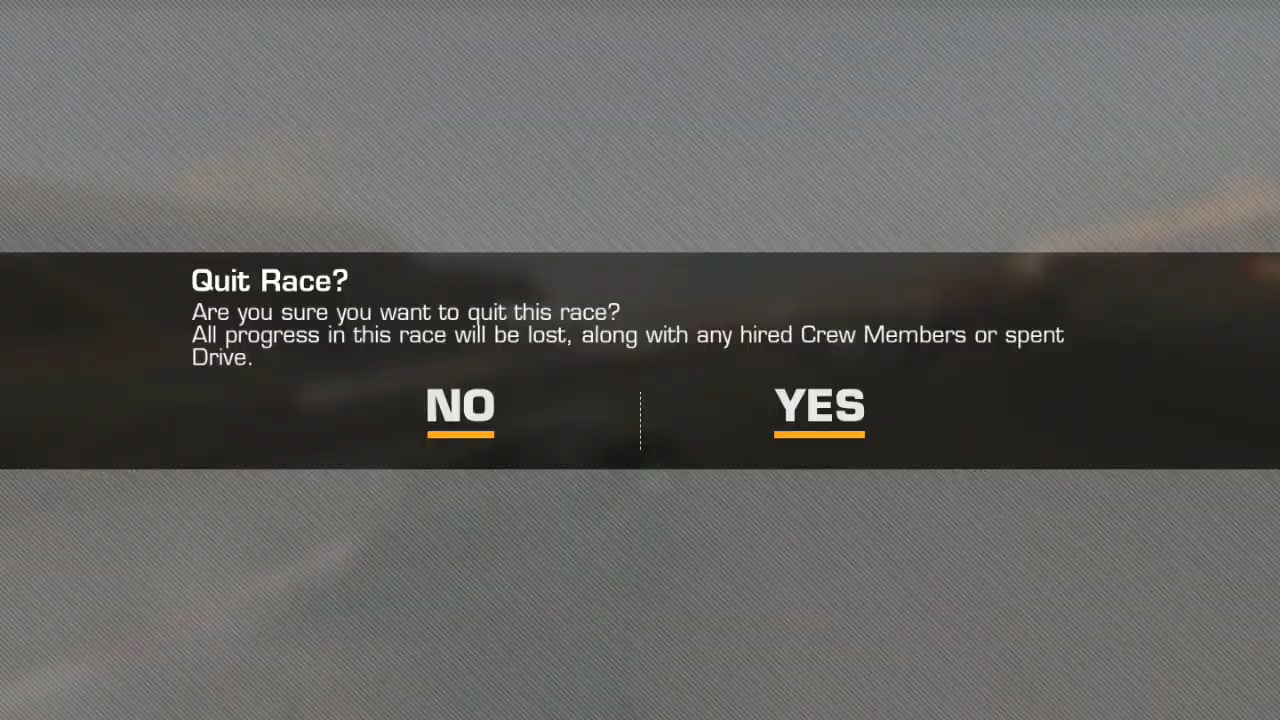 Quit Race?
Are you sure you want to quit this race?
All progress in this race will be lost, along with any hired Crew Members or spent
Drive.
NO
YES